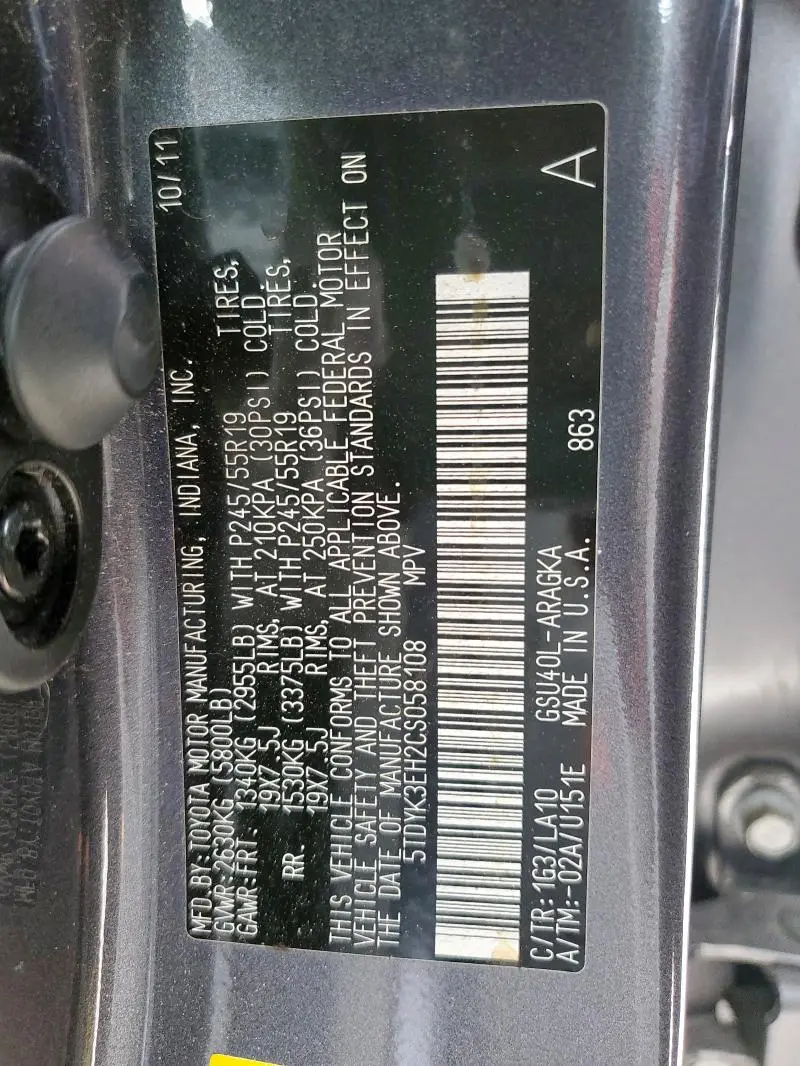 10/11
MFD. BY: TOYOTA MOTOR MANUFACTURING, INDIANA, INC.
GVWR-2630KG (5800LB)
GAWR-FRT. 1340KG (2955LB) WITH P245/55R19 TIRES,
19X7.5J RIMS, AT 210KPA (30PSI) COLD.
RR. 1530KG (3375LB) WITH P245/55R19 TIRES,
19X7.5J RIMS, AT 250KPA (36PSI) COLD.
THIS VEHICLE CONFORMS TO ALL APPLICABLE FEDERAL MOTOR
VEHICLE SAFETY AND THEFT PREVENTION STANDARDS IN EFFECT ON
THE DATE OF MANUFACTURE SHOWN ABOVE.
5TDYK3EH2CS058108 MPV
C/TR: 1G3/LA10 GSU40L-ARAGKA
A/TM:-02A/U151E MADE IN U.S.A. 863
A